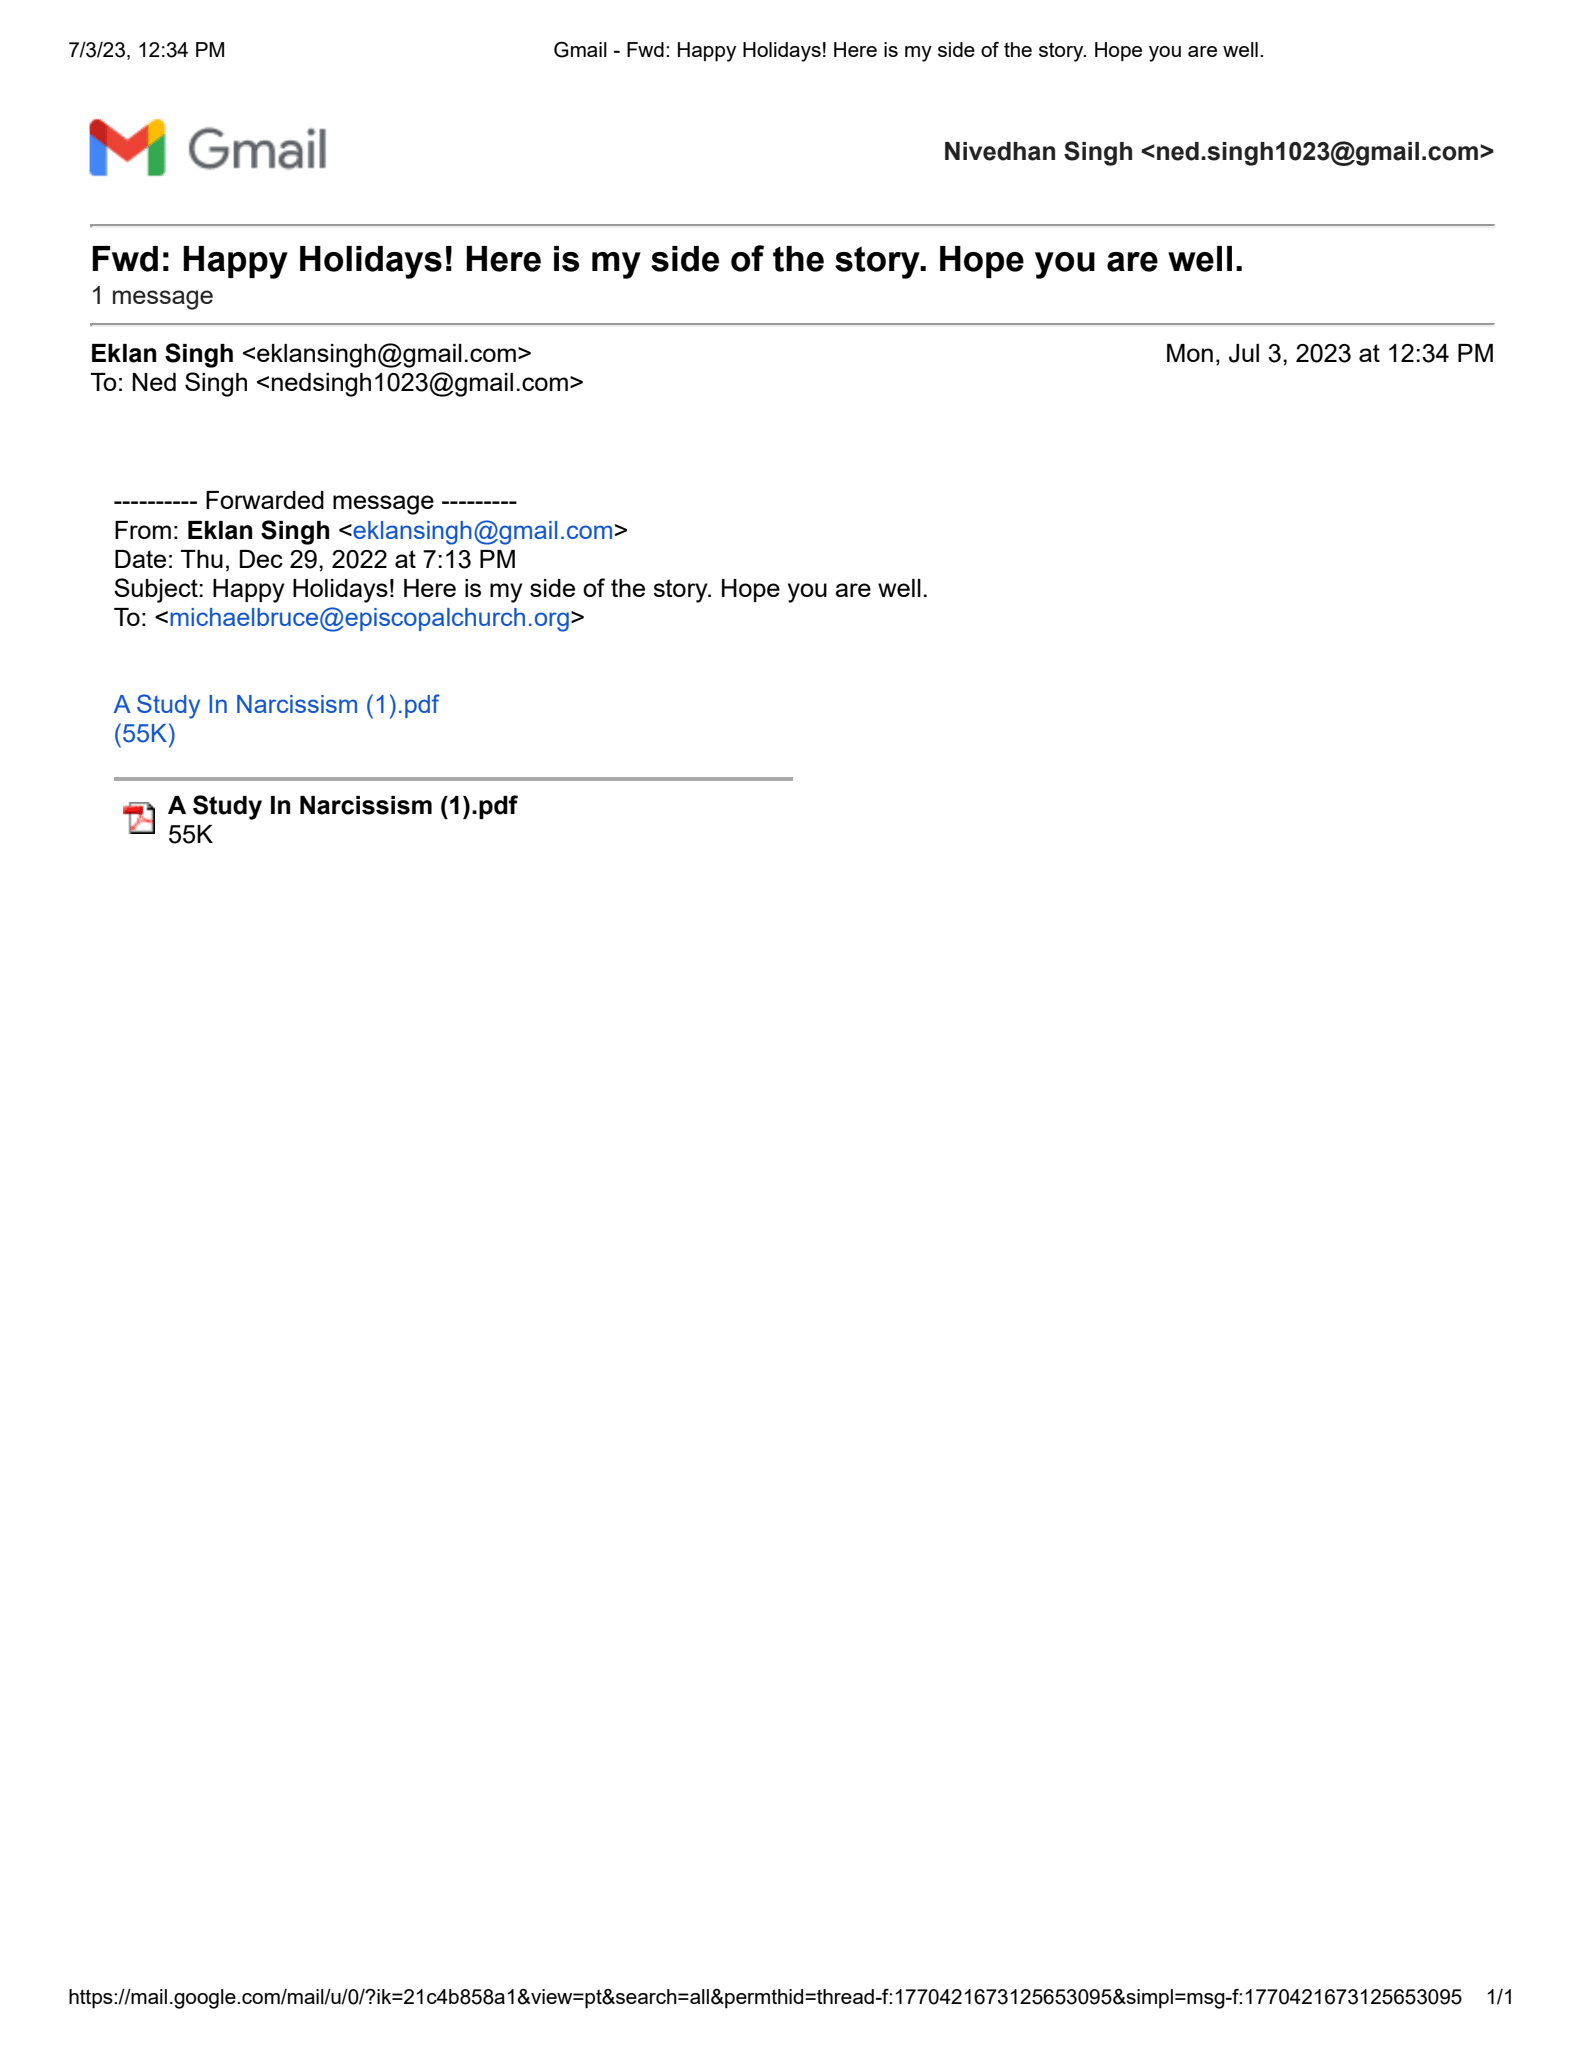 7/3/23, 12:34 PM Gmail - Fwd: Happy Holidays! Here is my side of the story. Hope you are well.
Gmail Nivedhan Singh <ned.singh1023@gmail.com>
Fwd: Happy Holidays! Here is my side of the story. Hope you are well.
1 message
Eklan Singh <eklansingh@gmail.com> Mon, Jul 3, 2023 at 12:34 PM
To: Ned Singh <nedsingh1023@gmail.com>
---------- Forwarded message ---------
From: Eklan Singh <eklansingh@gmail.com>
Date: Thu, Dec 29, 2022 at 7:13 PM
Subject: Happy Holidays! Here is my side of the story. Hope you are well.
To: <michaelbruce@episcopalchurch.org>
A Study In Narcissism (1).pdf
(55K)
A Study In Narcissism (1).pdf
55K
https://mail.google.com/mail/u/0/?ik=21c4b858a1&view=pt&search=all&permthid=thread-f:1770421673125653095&simpl=msg-f:1770421673125653095 1/1